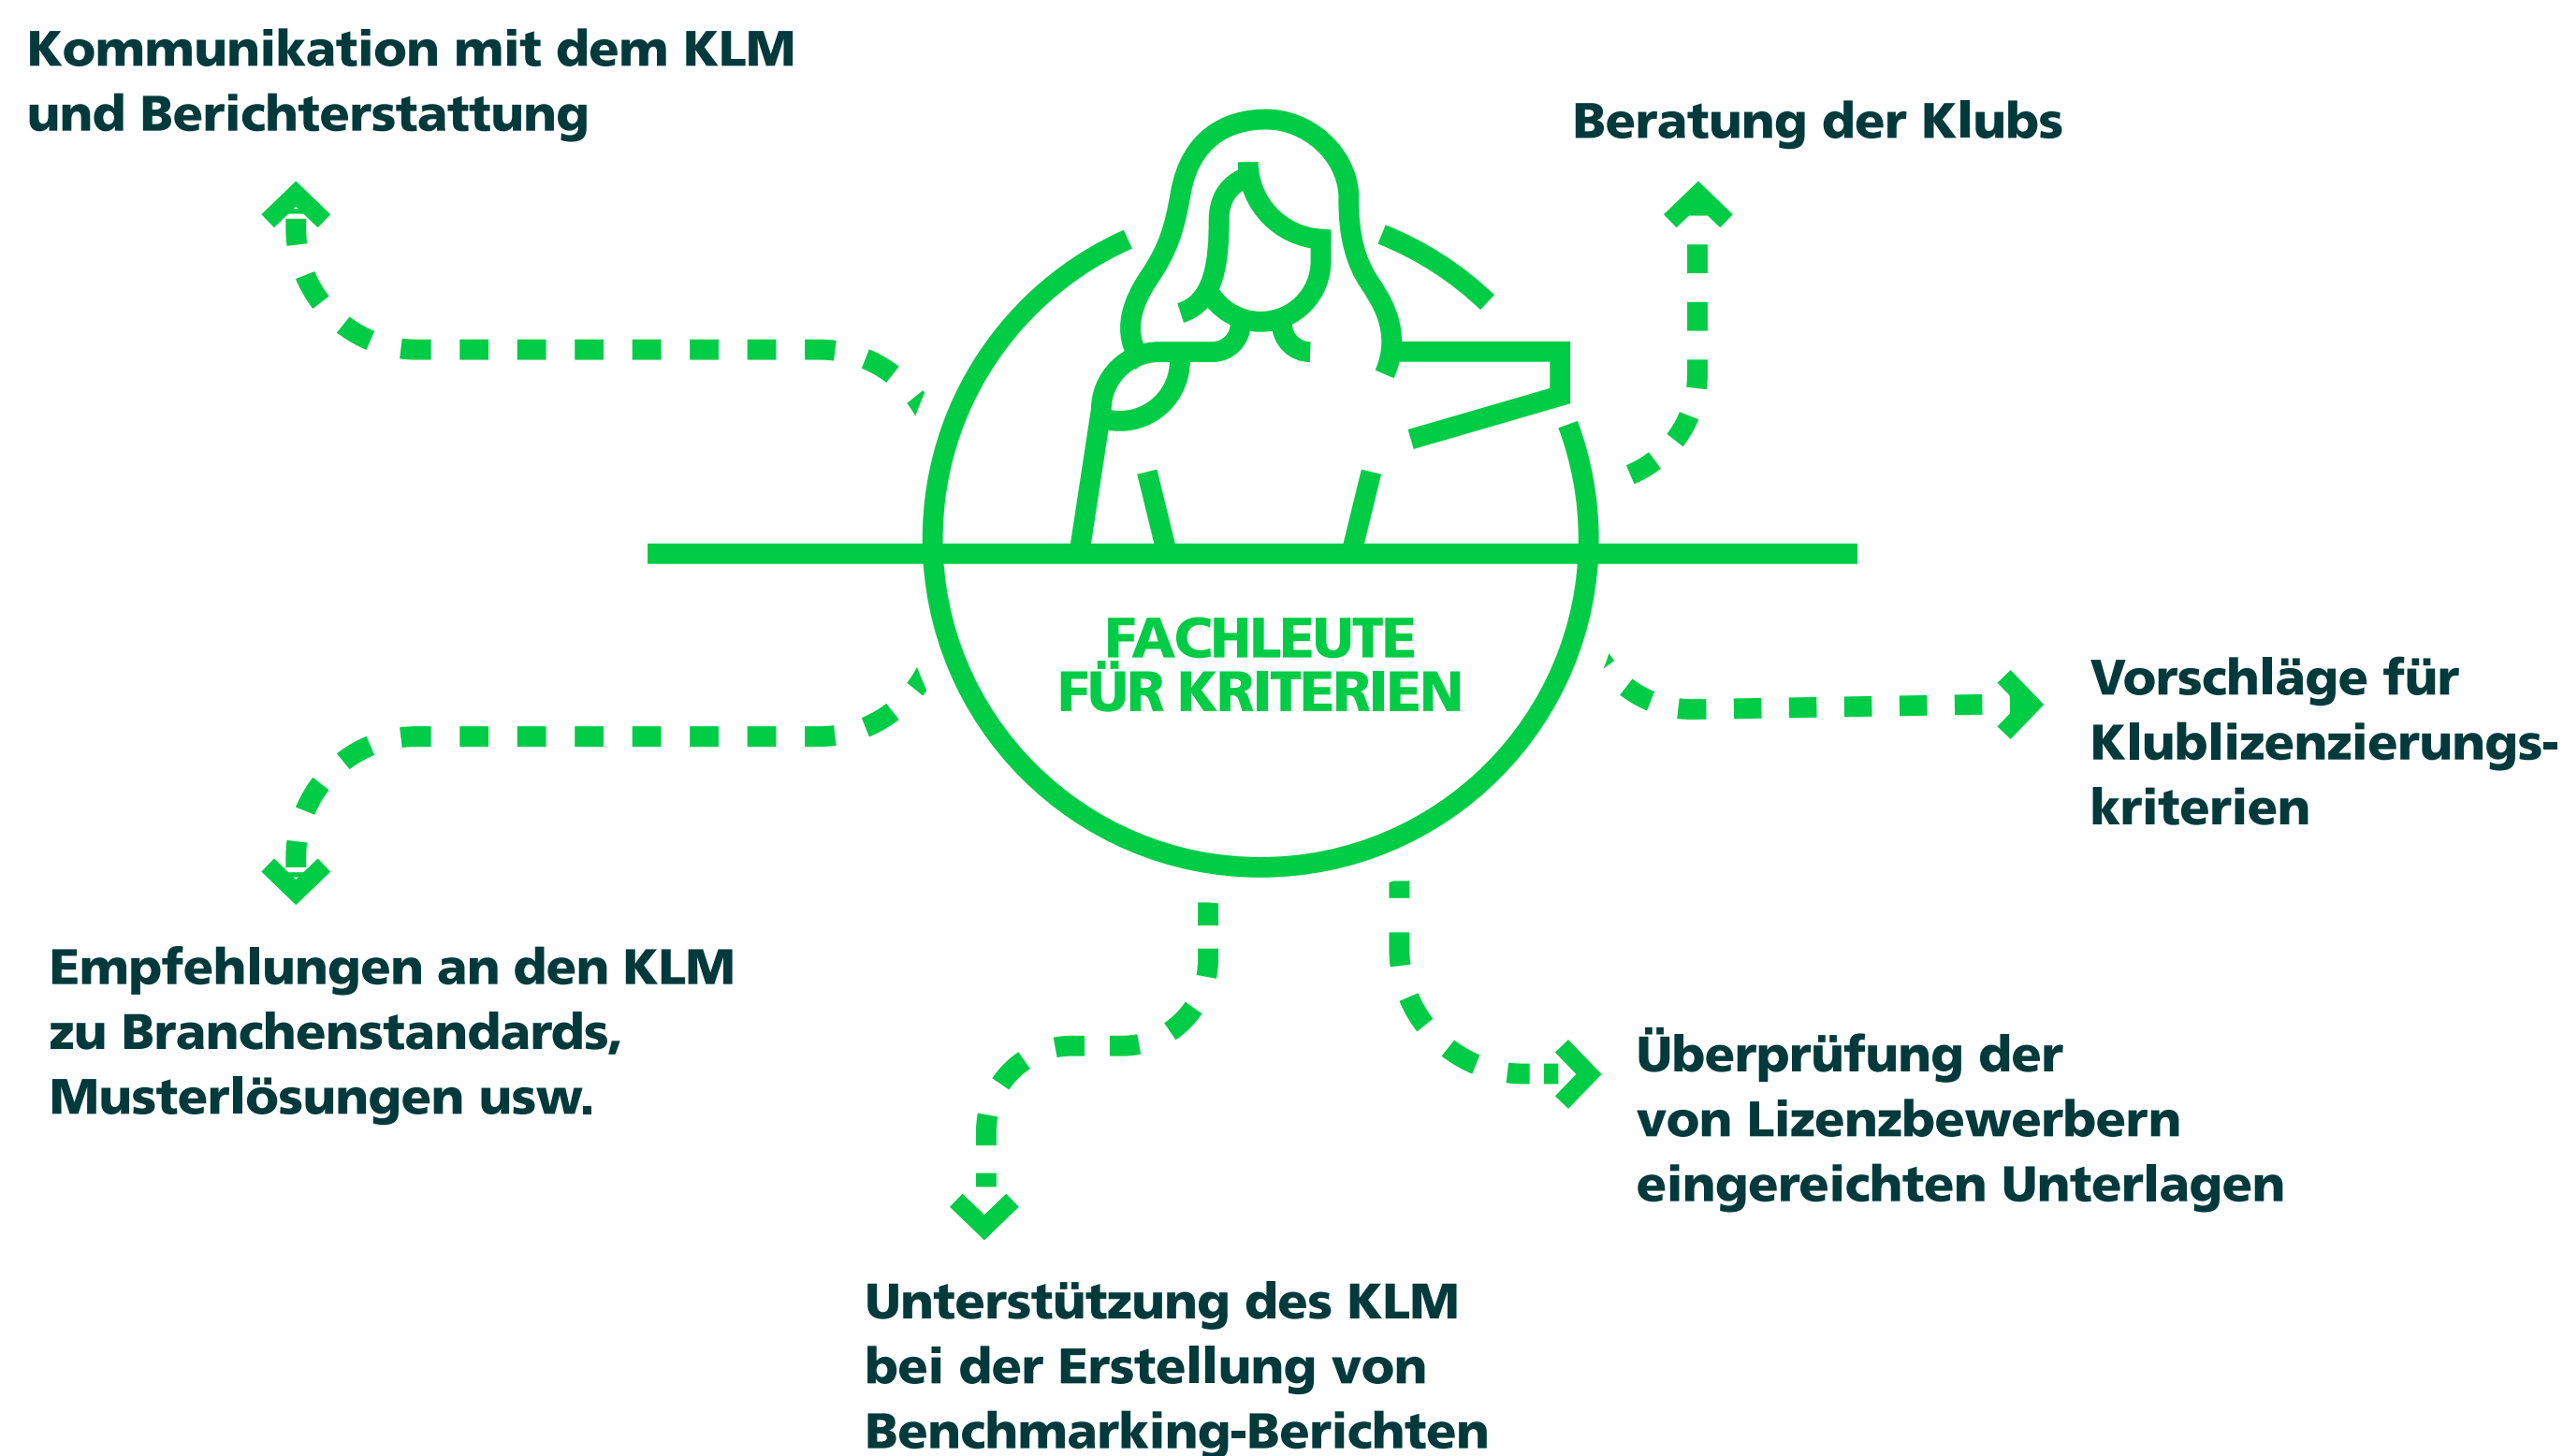 Kommunikation mit dem KLM
und Berichterstattung
Beratung der Klubs
FACHLEUTE
FÜR KRITERIEN
Vorschläge für
Klublizenzierungs-
kriterien
Empfehlungen an den KLM
zu Branchenstandards,
Musterlösungen usw.
Überprüfung der
von Lizenzbewerbern
eingereichten Unterlagen
Unterstützung des KLM
bei der Erstellung von
Benchmarking-Berichten